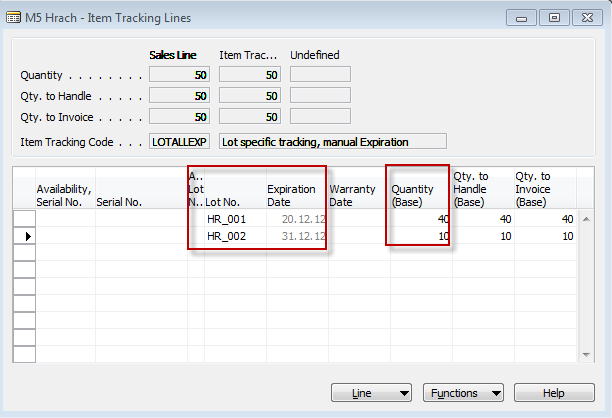 M5 Hrach - Item Tracking Lines
Sales Line Item Trac... Undefined
Quantity . . . . . . . . 50 50
Qty. to Handle . . . . . 50 50
Qty. to Invoice . . . . . 50 50
Item Tracking Code . . . LOTALLEXP Lot specific tracking, manual Expiration
A.. Qty. to Qty. to
Availability, Lot Expiration Warranty Quantity Handle Invoice
Serial No. Serial No. N.. Lot No. Date Date (Base) (Base) (Base)
HR_001 20.12.12 40 40 40
HR_002 31.12.12 10 10 10
Line Functions Help